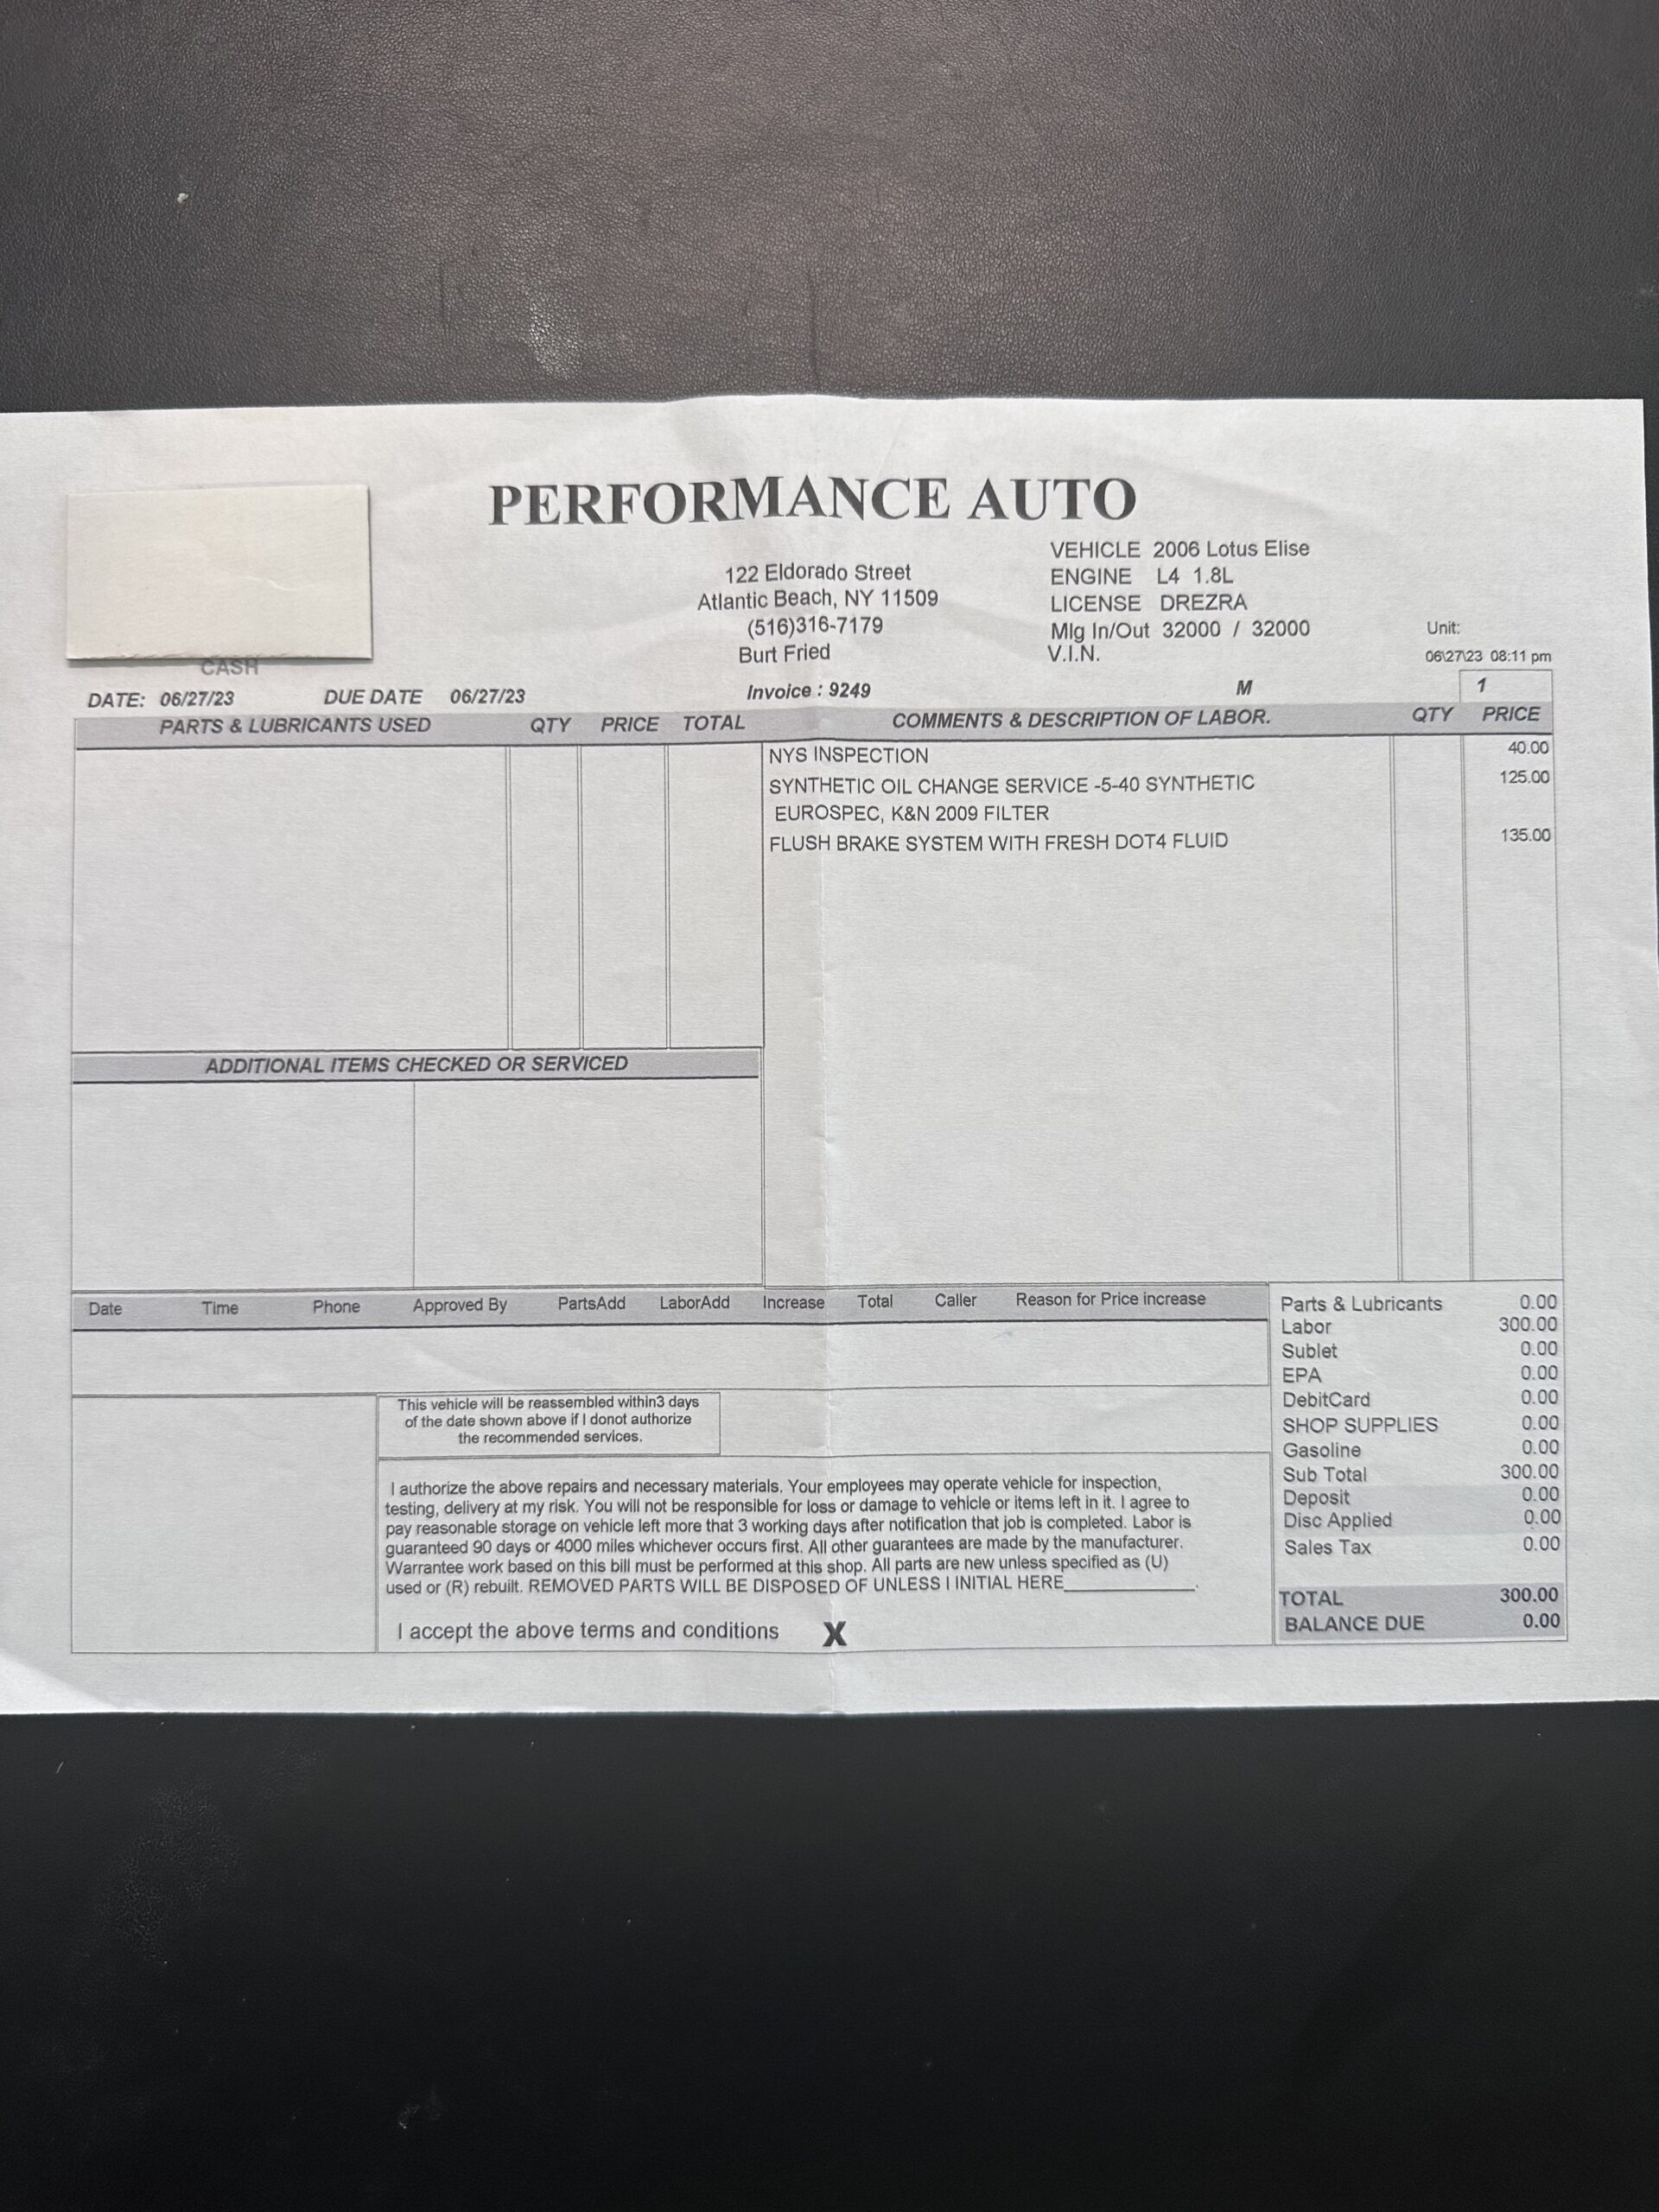 PERFORMANCE AUTO
122 Eldorado Street
Atlantic Beach, NY 11509
(516)316-7179
Burt Fried
VEHICLE 2006 Lotus Elise
ENGINE L4 1.8L
LICENSE DREZRA
Mlg In/Out 32000 / 32000
V.I.N.
Unit:
06\27\23 08:11 pm
CASH
DATE: 06/27/23 DUE DATE 06/27/23 Invoice : 9249 M 1
PARTS & LUBRICANTS USED QTY PRICE TOTAL COMMENTS & DESCRIPTION OF LABOR. QTY PRICE
NYS INSPECTION 40.00
SYNTHETIC OIL CHANGE SERVICE -5-40 SYNTHETIC 125.00
EUROSPEC, K&N 2009 FILTER
FLUSH BRAKE SYSTEM WITH FRESH DOT4 FLUID 135.00
ADDITIONAL ITEMS CHECKED OR SERVICED
Date Time Phone Approved By PartsAdd LaborAdd Increase Total Caller Reason for Price increase
This vehicle will be reassembled within3 days
of the date shown above if I donot authorize
the recommended services.
I authorize the above repairs and necessary materials. Your employees may operate vehicle for inspection,
testing, delivery at my risk. You will not be responsible for loss or damage to vehicle or items left in it. I agree to
pay reasonable storage on vehicle left more that 3 working days after notification that job is completed. Labor is
guaranteed 90 days or 4000 miles whichever occurs first. All other guarantees are made by the manufacturer.
Warrantee work based on this bill must be performed at this shop. All parts are new unless specified as (U)
used or (R) rebuilt. REMOVED PARTS WILL BE DISPOSED OF UNLESS I INITIAL HERE____________.
I accept the above terms and conditions X
Parts & Lubricants 0.00
Labor 300.00
Sublet 0.00
EPA 0.00
DebitCard 0.00
SHOP SUPPLIES 0.00
Gasoline 0.00
Sub Total 300.00
Deposit 0.00
Disc Applied 0.00
Sales Tax 0.00
TOTAL 300.00
BALANCE DUE 0.00